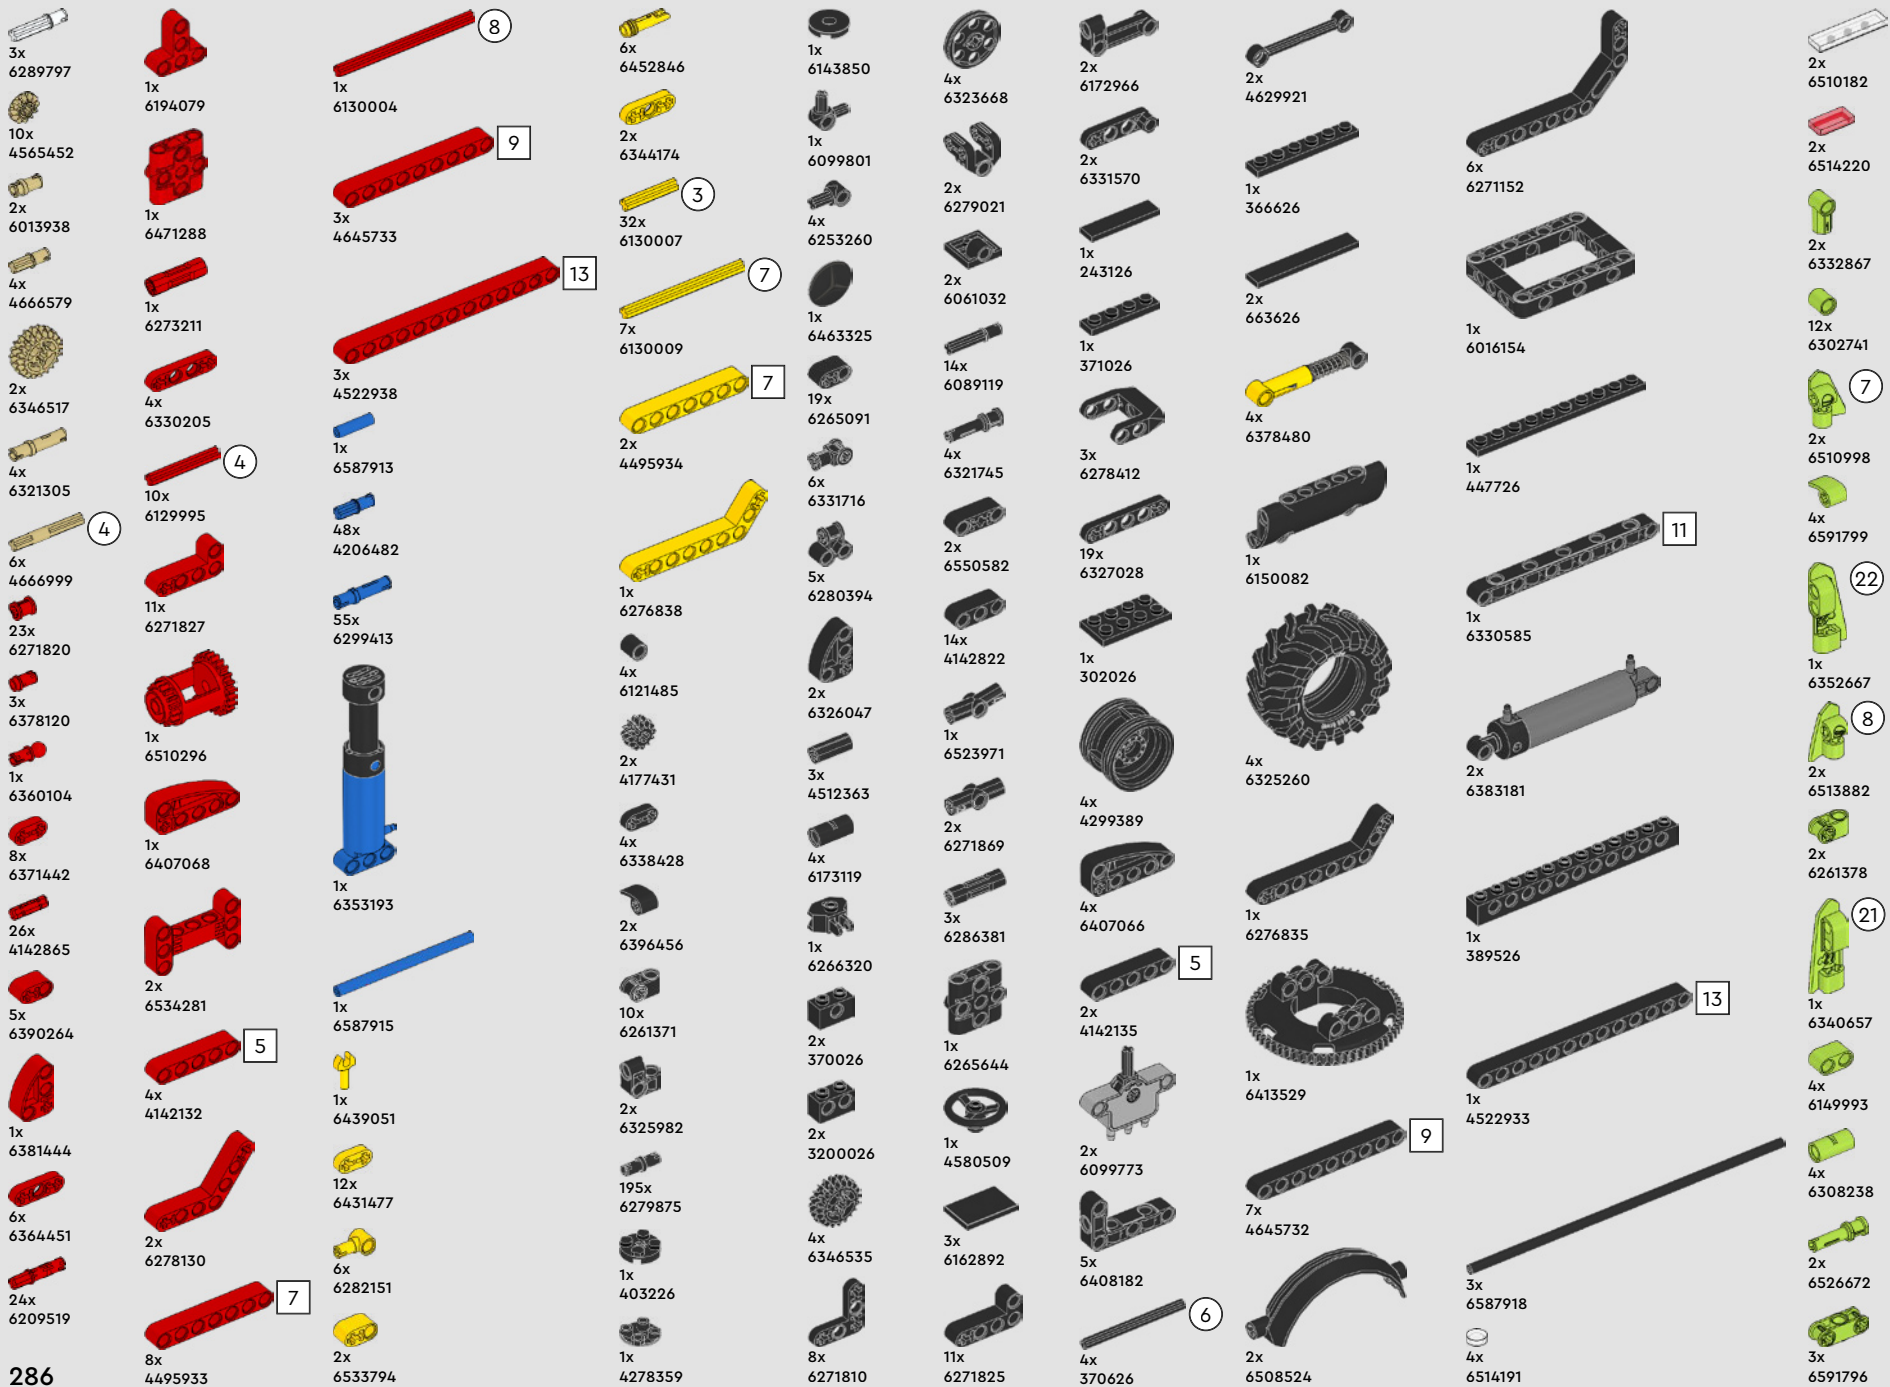 3x
6289797
10x
4565452
2x
6013938
4x
4666579
2x
6346517
4x
6321305
4
6x
4666999
23x
6271820
3x
6378120
1x
6360104
8x
6371442
26x
4142865
5x
6390264
1x
6381444
6x
6364451
24x
6209519
286
1x
6194079
1x
6471288
1x
6273211
4x
6330205
4
10x
6129995
11x
6271827
1x
6510296
1x
6407068
2x
6534281
5
4x
4142132
2x
6278130
7
8x
4495933
8
1x
6130004
9
3x
4645733
13
3x
4522938
1x
6587913
48x
4206482
55x
6299413
1x
6353193
1x
6587915
1x
6439051
12x
6431477
6x
6282151
2x
6533794
6x
6452846
2x
6344174
3
32x
6130007
7
7x
6130009
7
2x
4495934
1x
6276838
4x
6121485
2x
4177431
4x
6338428
2x
6396456
10x
6261371
2x
6325982
195x
6279875
1x
403226
1x
4278359
1x
6143850
1x
6099801
4x
6253260
1x
6463325
19x
6265091
6x
6331716
5x
6280394
2x
6326047
3x
4512363
4x
6173119
1x
6266320
2x
370026
2x
3200026
4x
6346535
8x
6271810
4x
6323668
2x
6279021
2x
6061032
14x
6089119
4x
6321745
2x
6550582
14x
4142822
1x
6523971
2x
6271869
3x
6286381
1x
6265644
1x
4580509
3x
6162892
11x
6271825
2x
6172966
2x
6331570
1x
243126
1x
371026
3x
6278412
19x
6327028
1x
302026
4x
4299389
4x
6407066
5
2x
4142135
2x
6099773
5x
6408182
6
4x
370626
2x
4629921
1x
366626
2x
663626
4x
6378480
1x
6150082
4x
6325260
1x
6276835
1x
6413529
9
7x
4645732
2x
6508524
6x
6271152
1x
6016154
1x
447726
11
1x
6330585
2x
6383181
1x
389526
13
1x
4522933
3x
6587918
4x
6514191
2x
6510182
2x
6514220
2x
6332867
12x
6302741
7
2x
6510998
4x
6591799
22
1x
6352667
8
2x
6513882
2x
6261378
21
1x
6340657
4x
6149993
4x
6308238
2x
6526672
3x
6591796